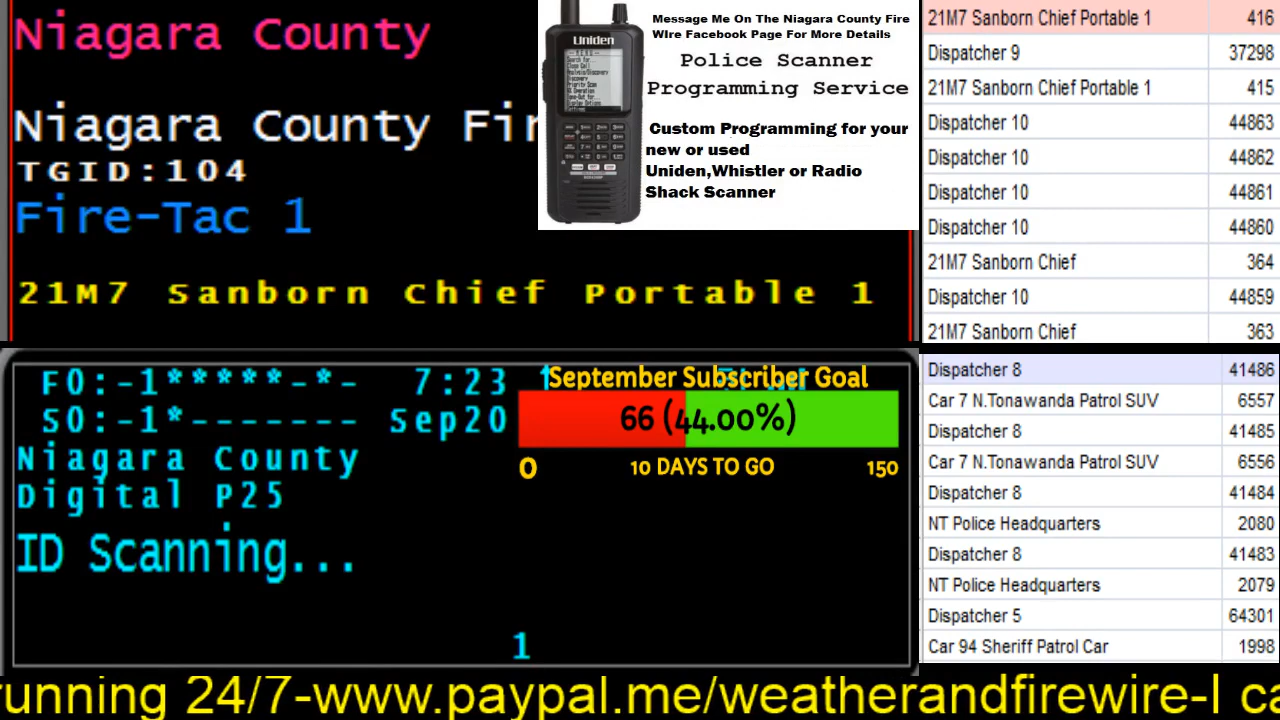 Niagara County
Niagara County Fir
TGID:104
Fire-Tac 1
21M7 Sanborn Chief Portable 1
Uniden
Message Me On The Niagara County Fire
WIre Facebook Page For More Details
Police Scanner
Programming Service
Custom Programming for your
new or used
Uniden,Whistler or Radio
Shack Scanner
21M7 Sanborn Chief Portable 1 416
Dispatcher 9 37298
21M7 Sanborn Chief Portable 1 415
Dispatcher 10 44863
Dispatcher 10 44862
Dispatcher 10 44861
Dispatcher 10 44860
21M7 Sanborn Chief 364
Dispatcher 10 44859
21M7 Sanborn Chief 363
F0:-1*****-*- 7:23
S0:-1*------- Sep20
Niagara County
Digital P25
ID Scanning...
1
September Subscriber Goal
66 (44.00%)
0 10 DAYS TO GO 150
Dispatcher 8 41486
Car 7 N.Tonawanda Patrol SUV 6557
Dispatcher 8 41485
Car 7 N.Tonawanda Patrol SUV 6556
Dispatcher 8 41484
NT Police Headquarters 2080
Dispatcher 8 41483
NT Police Headquarters 2079
Dispatcher 5 64301
Car 94 Sheriff Patrol Car 1998
running 24/7-www.paypal.me/weatherandfirewire-I ca